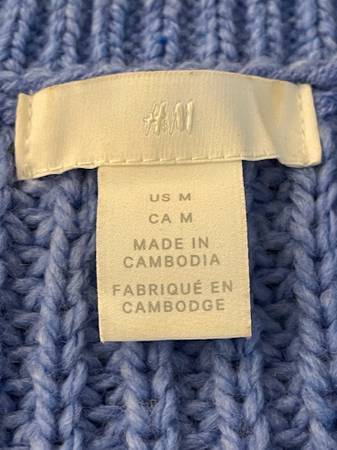 H&M
US M
CA M
MADE IN
CAMBODIA
FABRIQUÉ EN
CAMBODGE